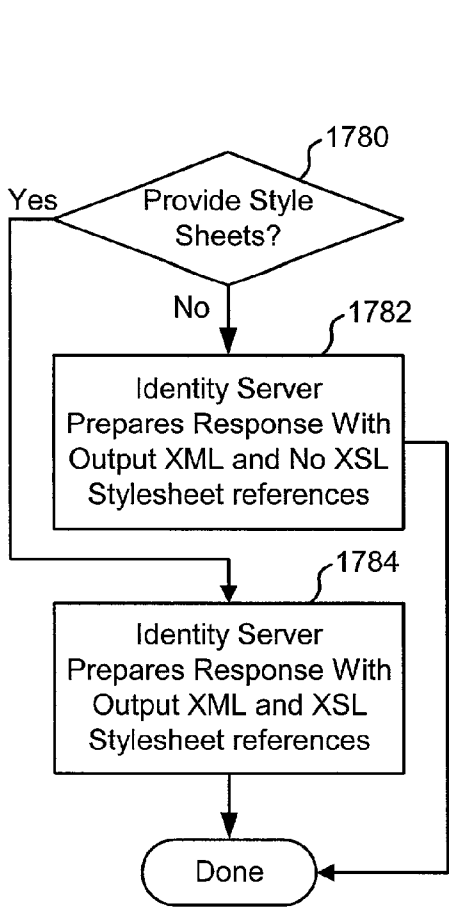 1780
Yes
Provide Style
Sheets?
No
1782
Identity Server
Prepares Response With
Output XML and No XSL
Stylesheet references
1784
Identity Server
Prepares Response With
Output XML and XSL
Stylesheet references
Done